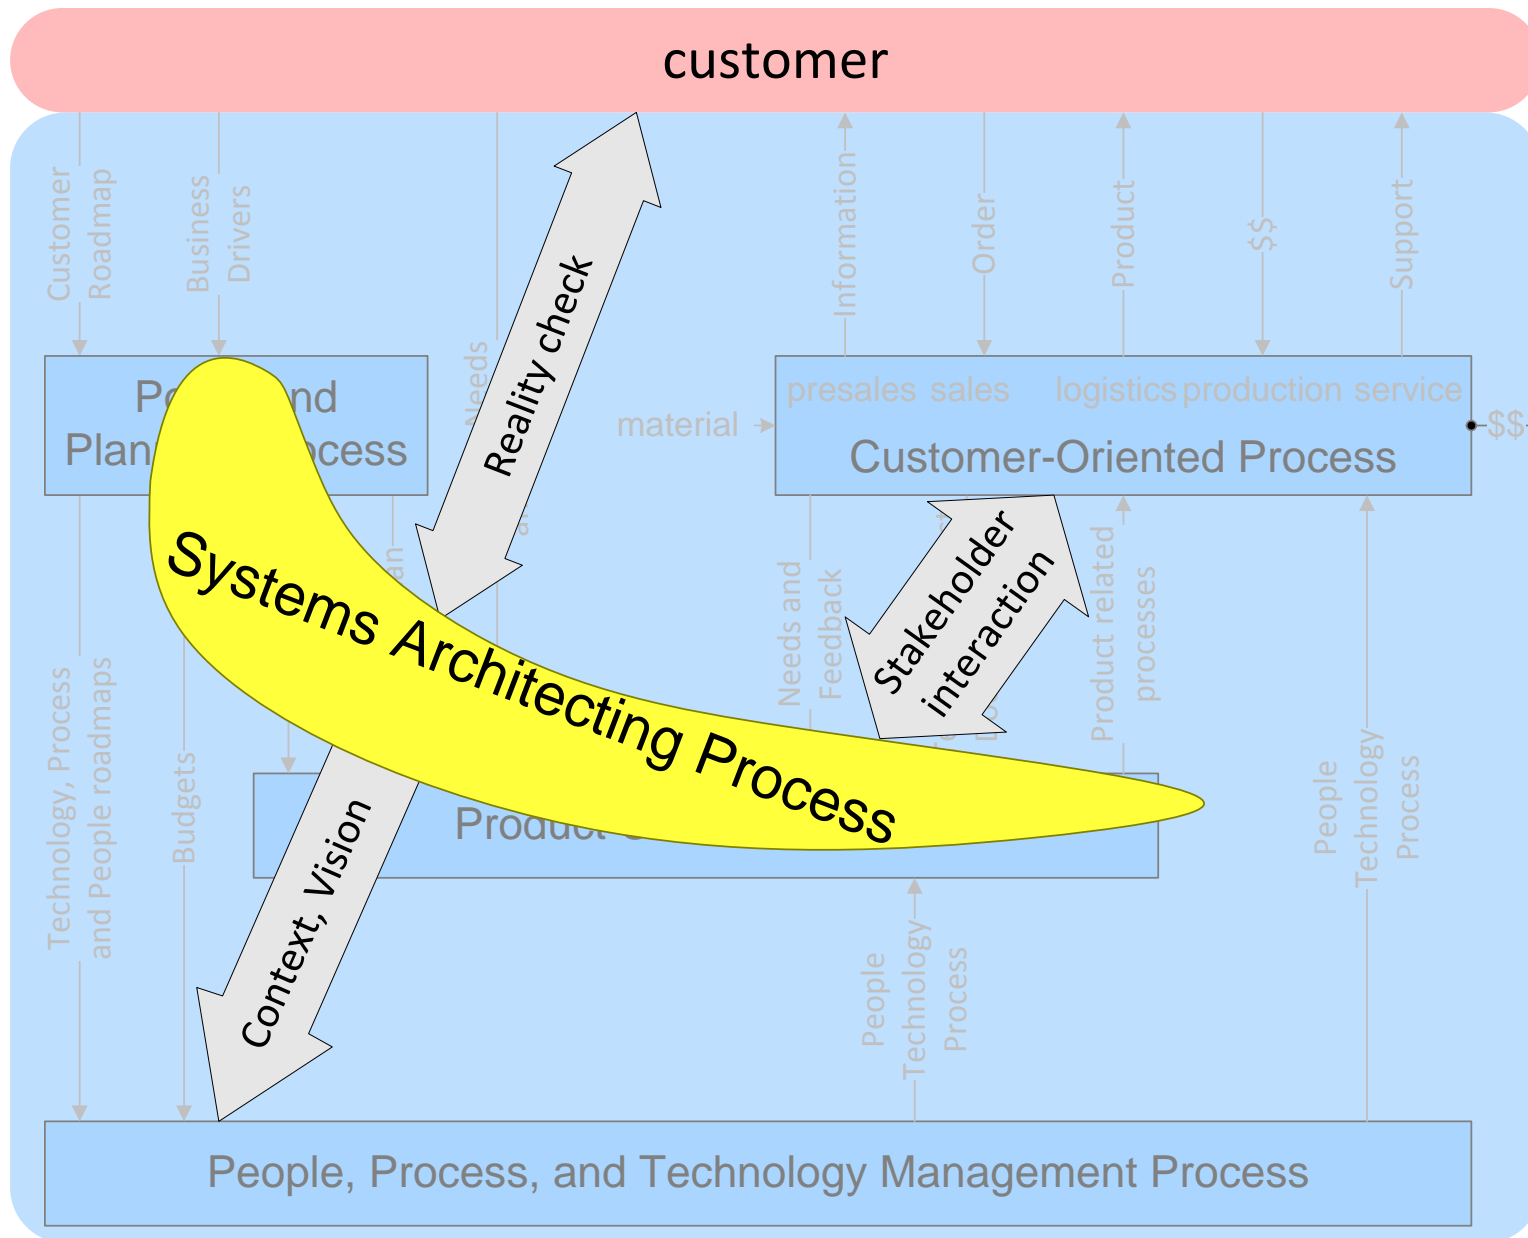 customer
Customer
Roadmap
Business
Drivers
Needs
Reality check
Information
Order
Product
$$
Support
presales sales logistics production service
Customer-Oriented Process
material
$$
Systems Architecting Process
Stakeholder
interaction
Needs and
Feedback
Product related
processes
Technology, Process
and People roadmaps
Budgets
Context, Vision
Product
People
Technology
Process
People
Technology
Process
People, Process, and Technology Management Process